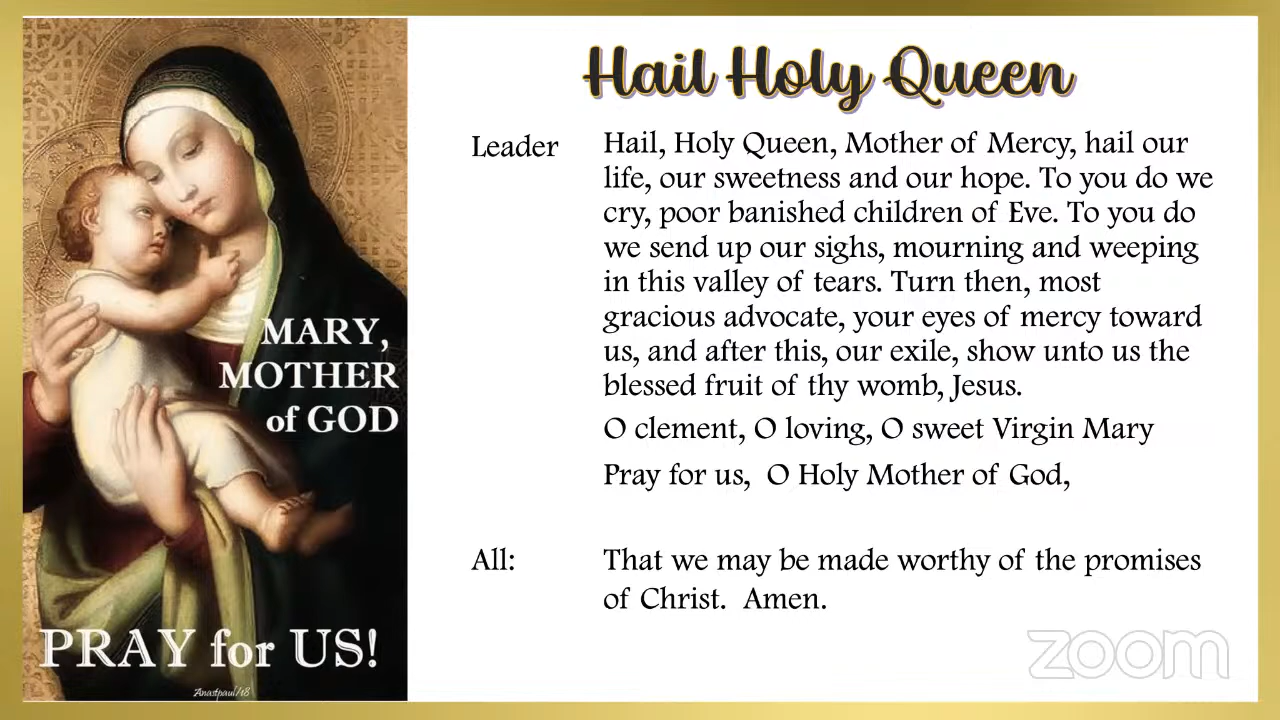 Hail Holy Queen
Leader
Hail, Holy Queen, Mother of Mercy, hail our
life, our sweetness and our hope. To you do we
cry, poor banished children of Eve. To you do
we send up our sighs, mourning and weeping
in this valley of tears. Turn then, most
gracious advocate, your eyes of mercy toward
us, and after this, our exile, show unto us the
blessed fruit of thy womb, Jesus.
O clement, O loving, O sweet Virgin Mary
Pray for us, O Holy Mother of God,
All:
That we may be made worthy of the promises
of Christ. Amen.
MARY,
MOTHER
of GOD
PRAY for US!
Anastpaul/18
zoom